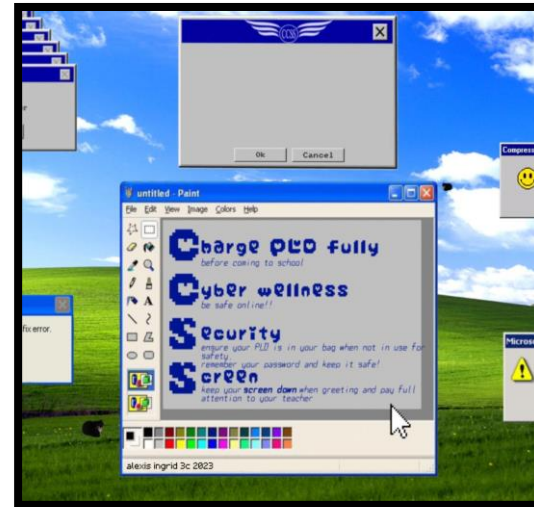 r
CCHS
Ok Cancel
Compress
untitled - Paint
File Edit View Image Colors Help
Charge PLD fully
before coming to school
Cyber wellness
be safe online!!
Security
ensure your PLD is in your bag when not in use for
safety.
remember your password and keep it safe!
Screen
keep your screen down when greeting and pay full
attention to your teacher
fix error.
Microso
alexis ingrid 3c 2023